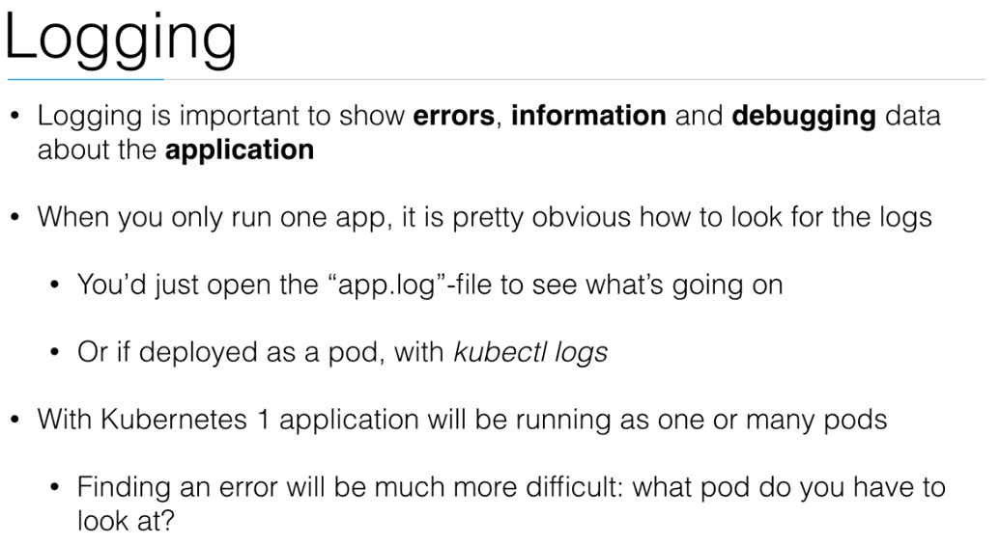 Logging
• Logging is important to show errors, information and debugging data
about the application
• When you only run one app, it is pretty obvious how to look for the logs
• You’d just open the “app.log”-file to see what’s going on
• Or if deployed as a pod, with kubectl logs
• With Kubernetes 1 application will be running as one or many pods
• Finding an error will be much more difficult: what pod do you have to
look at?